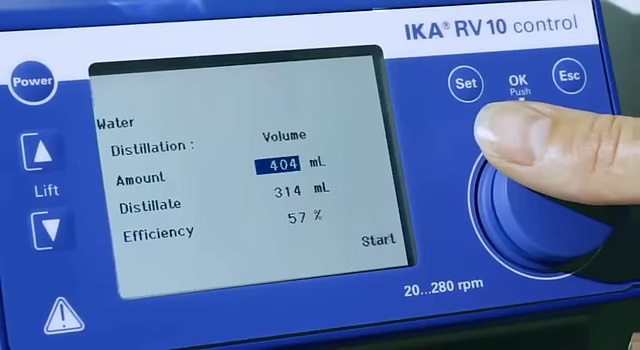 IKA® RV 10 control
Power
Set
OK
Push
Esc
Lift
Water
Distillation : Volume
Amount 404 mL
Distillate 314 mL
Efficiency 57 %
Start
20...280 rpm